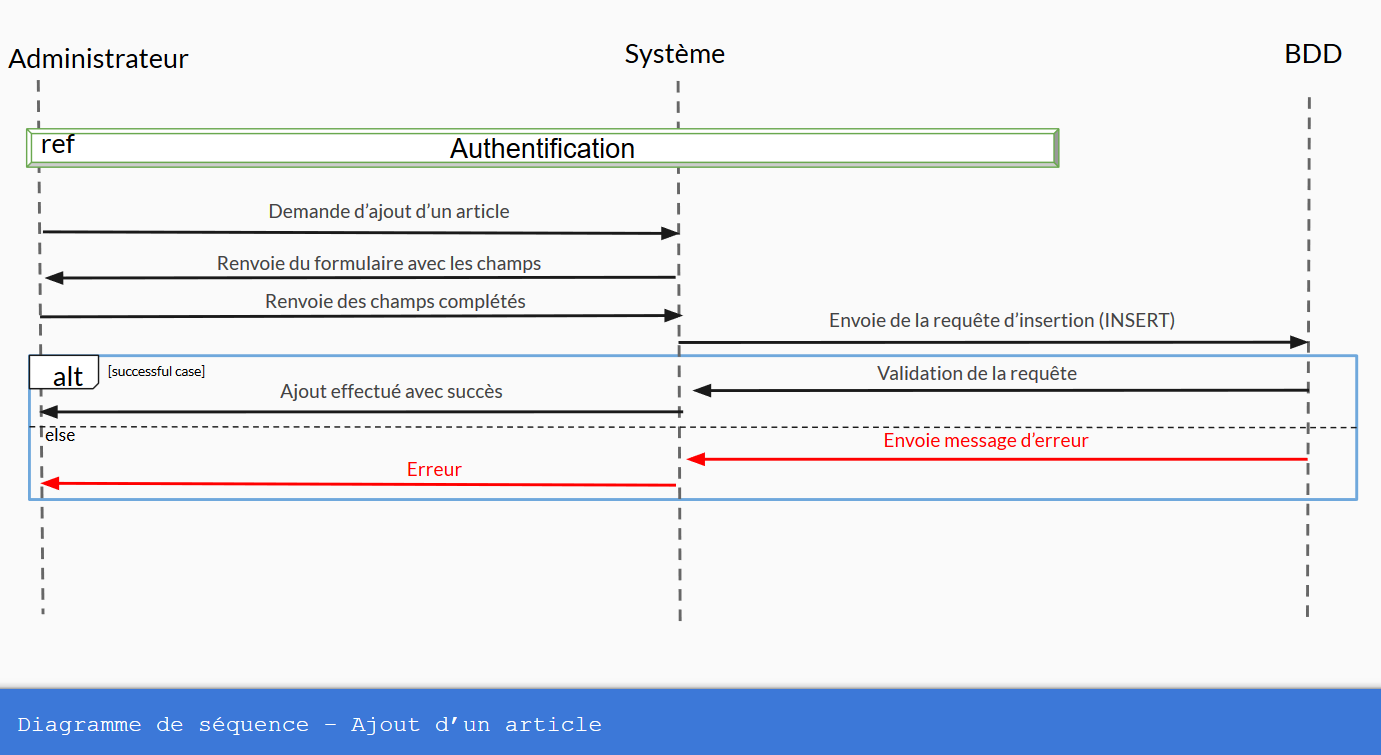 Administrateur
Système
BDD
ref
Authentification
Demande d’ajout d’un article
Renvoie du formulaire avec les champs
Renvoie des champs complétés
Envoie de la requête d’insertion (INSERT)
alt
[successful case]
Validation de la requête
Ajout effectué avec succès
else
Envoie message d’erreur
Erreur
Diagramme de séquence – Ajout d’un article